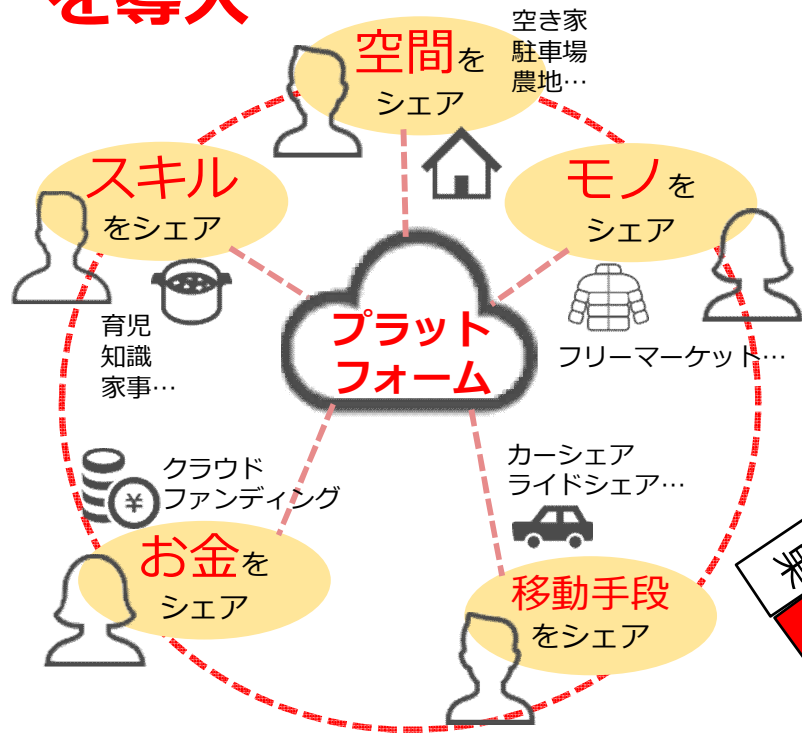 を導入
空間を
シェア
空き家
駐車場
農地…
スキル
をシェア
育児
知識
家事…
モノを
シェア
フリーマーケット…
プラット
フォーム
クラウド
ファンディング
¥
お金を
シェア
カーシェア
ライドシェア…
移動手段
をシェア